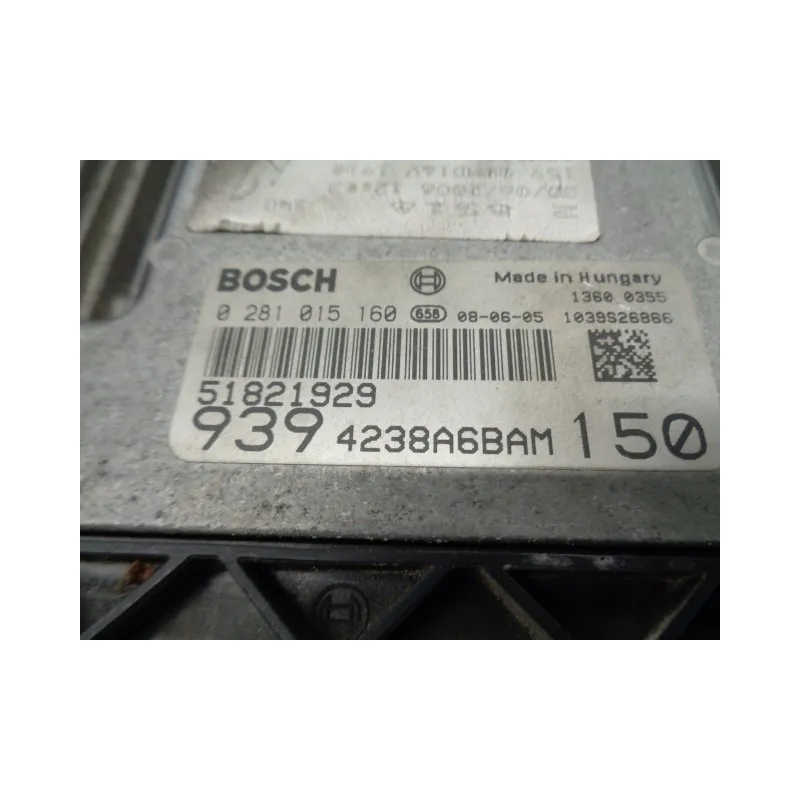 BOSCH Made in Hungary
1360 0355
0 281 015 160 658 08-06-05 1039S26866
51821929
939 4238A6BAM 150